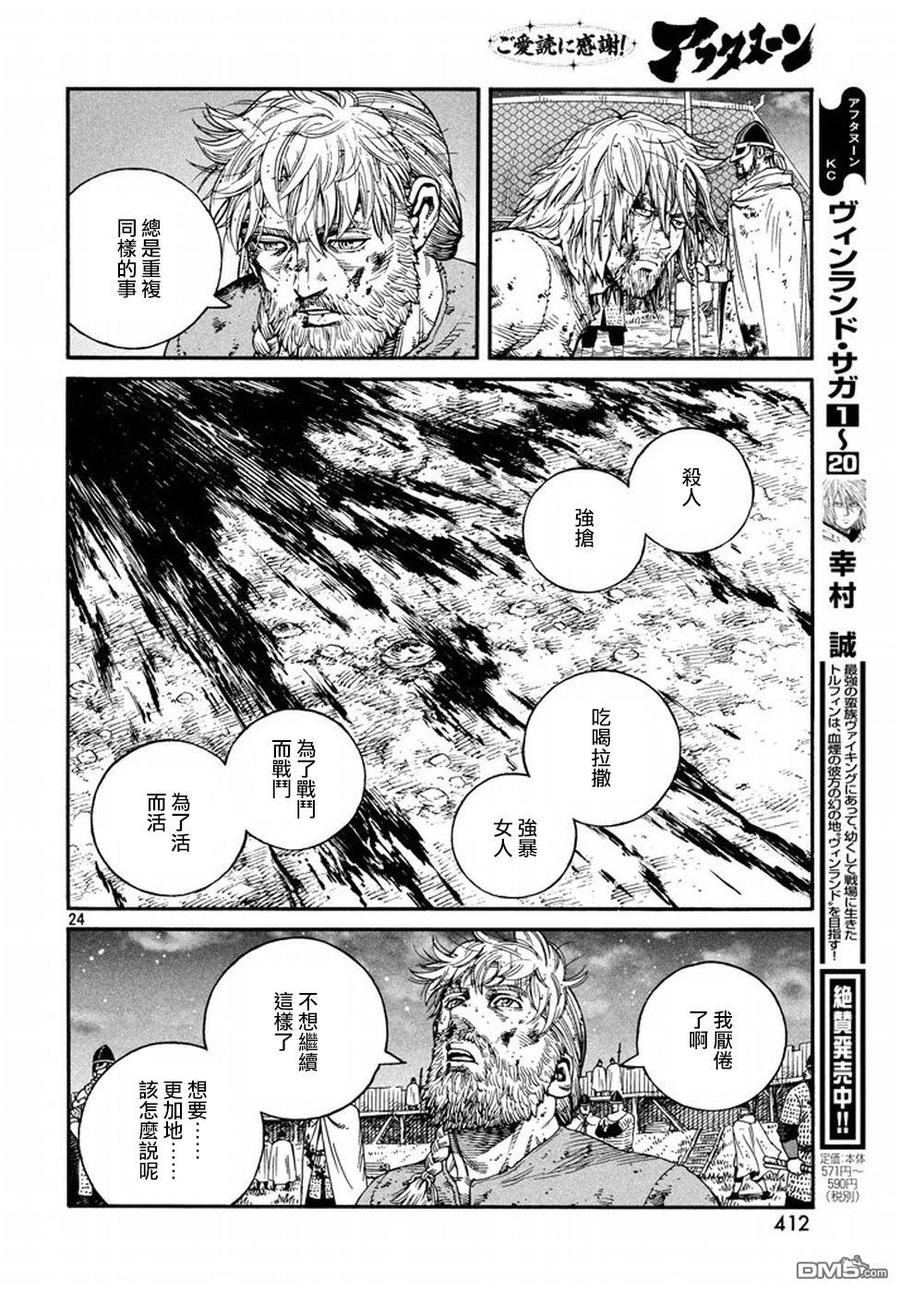 ご愛読に感謝!
アフタヌーン
總是重複
同樣的事
殺人
強搶
吃喝拉撒
強暴
女人
為了戰鬥
而戰鬥
為了活
而活
24
我厭倦
了啊
不想繼續
這樣了
想要……
更加地……
該怎麼說呢
412
アフタヌーン
KC
ヴィンランド・サガ
1~20
幸村 誠
最強の蛮族ヴァイキングにあって、幼くして戦場に生きた
トルフィンは、血煙の彼方の幻の地〝ヴィンランド〟を目指す!
絶賛発売中!!
定価:本体
571円~
590円
(税別)
DM5.com